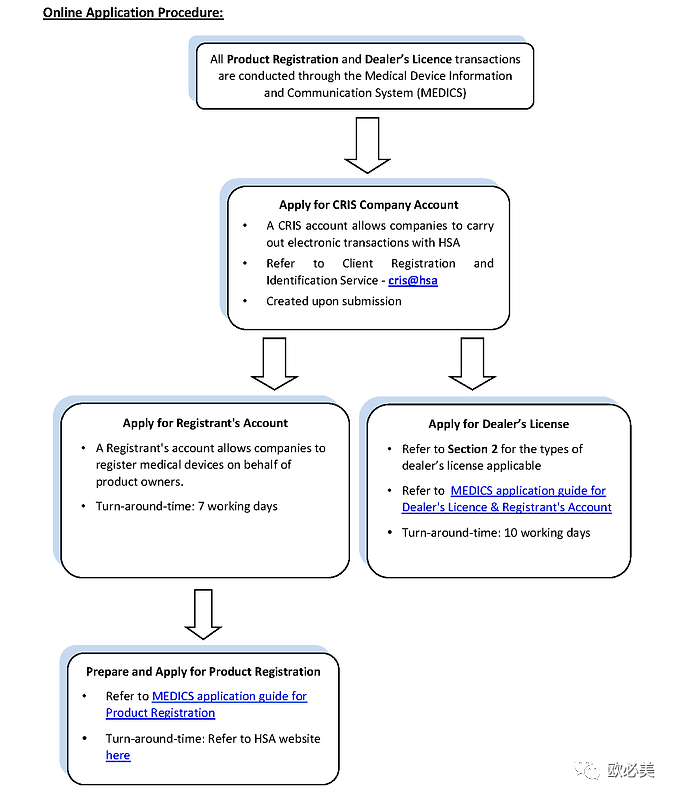 Online Application Procedure:
All Product Registration and Dealer's Licence transactions
are conducted through the Medical Device Information
and Communication System (MEDICS)
Apply for CRIS Company Account
• A CRIS account allows companies to carry
out electronic transactions with HSA
• Refer to Client Registration and
Identification Service - cris@hsa
• Created upon submission
Apply for Registrant's Account
• A Registrant's account allows companies to
register medical devices on behalf of
product owners.
• Turn-around-time: 7 working days
Apply for Dealer's License
• Refer to Section 2 for the types of
dealer's license applicable
• Refer to MEDICS application guide for
Dealer's Licence & Registrant's Account
• Turn-around-time: 10 working days
Prepare and Apply for Product Registration
• Refer to MEDICS application guide for
Product Registration
• Turn-around-time: Refer to HSA website
here
欧必美